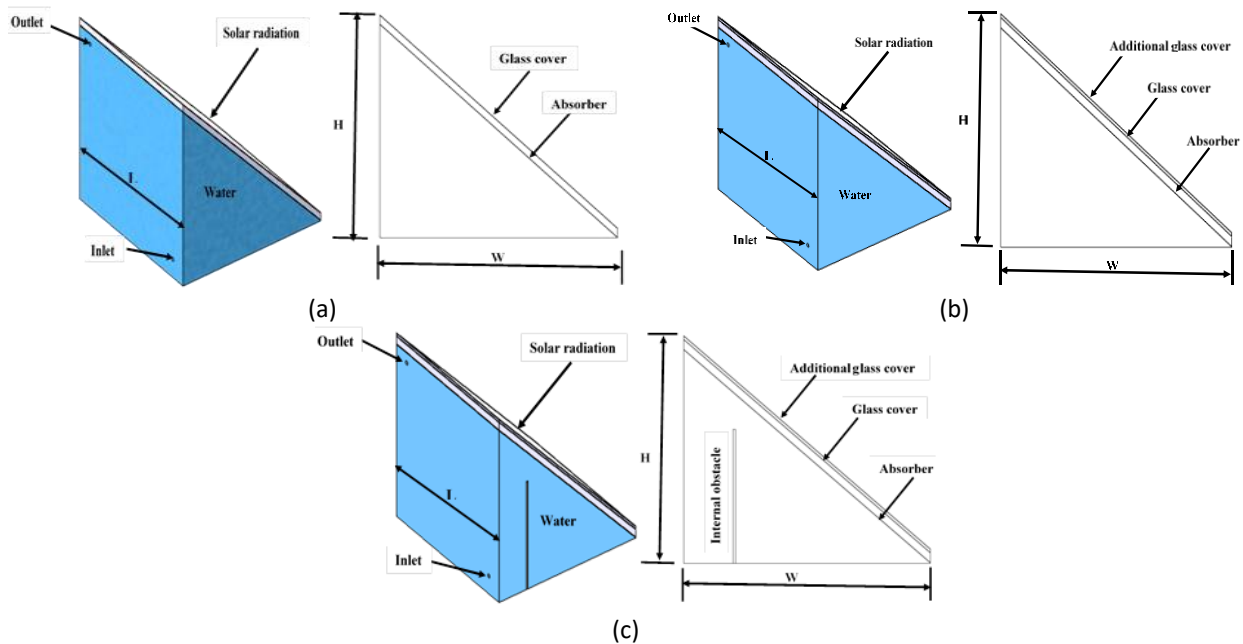 Outlet
Solar radiation
Glass cover
Absorber
H
L
Water
Inlet
W
(a)
Outlet
Solar radiation
Additional glass cover
Glass cover
Absorber
H
L
Water
Inlet
W
(b)
Outlet
Solar radiation
Additional glass cover
Glass cover
Absorber
H
Internal obstacle
L
Water
Inlet
W
(c)